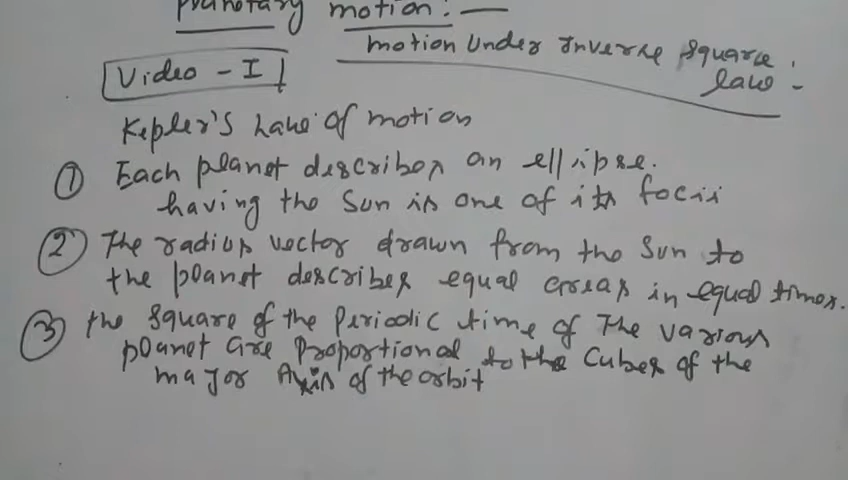 Planetary motion:—
motion Under Inverse Square law:-
Video - I
Kepler's Laws of motion
① Each planet describes an ellipse.
having the Sun in one of its focii
② The radius vector drawn from the Sun to
the planet describes equal areas in equal times.
③ the square of the Periodic time of The various
planet are proportional to the Cubes of the
major Axis of the orbit